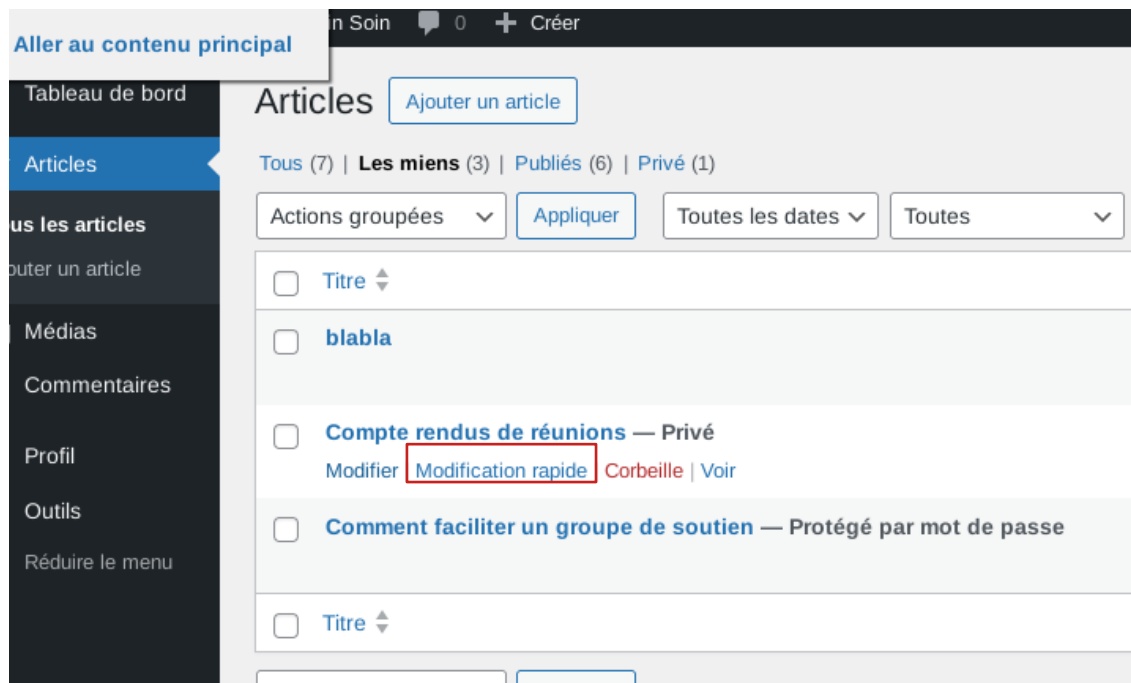 in Soin 0 + Créer
Aller au contenu principal
Tableau de bord
Articles Ajouter un article
Articles
Tous (7) | Les miens (3) | Publiés (6) | Privé (1)
Actions groupées Appliquer Toutes les dates Toutes
us les articles
outer un article
Titre
Médias
blabla
Commentaires
Compte rendus de réunions — Privé
Profil
Modifier Modification rapide Corbeille | Voir
Outils
Comment faciliter un groupe de soutien — Protégé par mot de passe
Réduire le menu
Titre